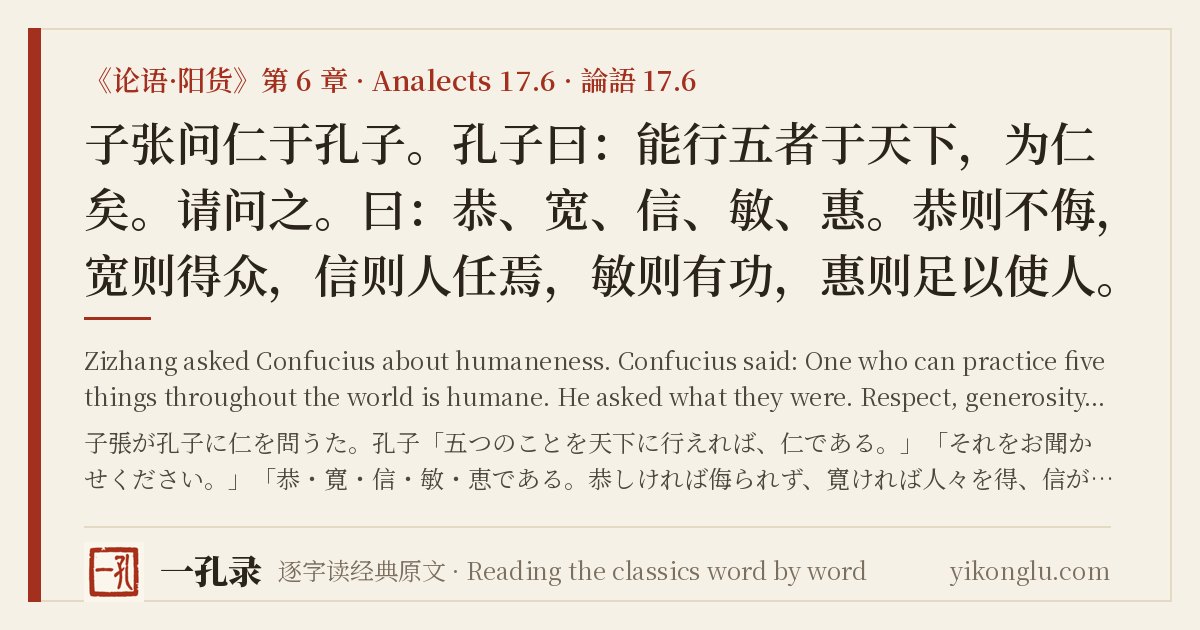 《论语·阳货》第 6 章 · Analects 17.6 · 論語 17.6
子张问仁于孔子。孔子曰：能行五者于天下，为仁
矣。请问之。曰：恭、宽、信、敏、惠。恭则不侮，
宽则得众，信则人任焉，敏则有功，惠则足以使人。
Zizhang asked Confucius about humaneness. Confucius said: One who can practice five
things throughout the world is humane. He asked what they were. Respect, generosity...
子張が孔子に仁を問うた。孔子「五つのことを天下に行えれば、仁である。」「それをお聞か
せください。」「恭・寛・信・敏・恵である。恭しければ侮られず、寛ければ人々を得、信が…
一孔
一孔录 逐字读经典原文 · Reading the classics word by word yikonglu.com